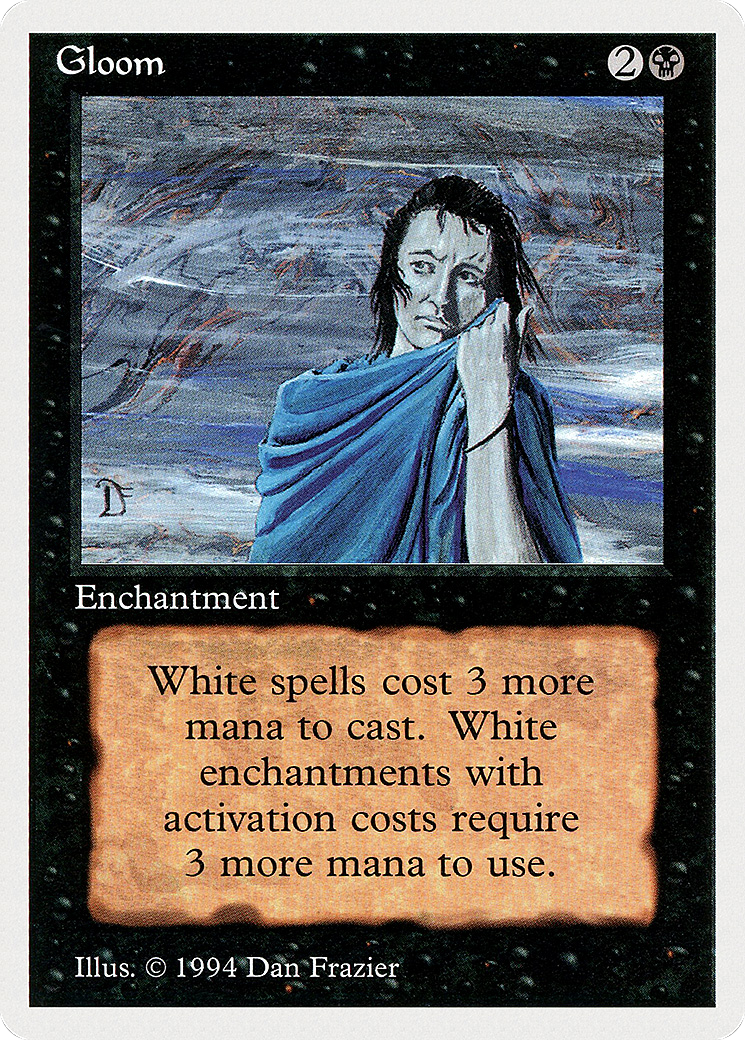 Gloom 2
DF
Enchantment
White spells cost 3 more
mana to cast. White
enchantments with
activation costs require
3 more mana to use.
Illus. © 1994 Dan Frazier